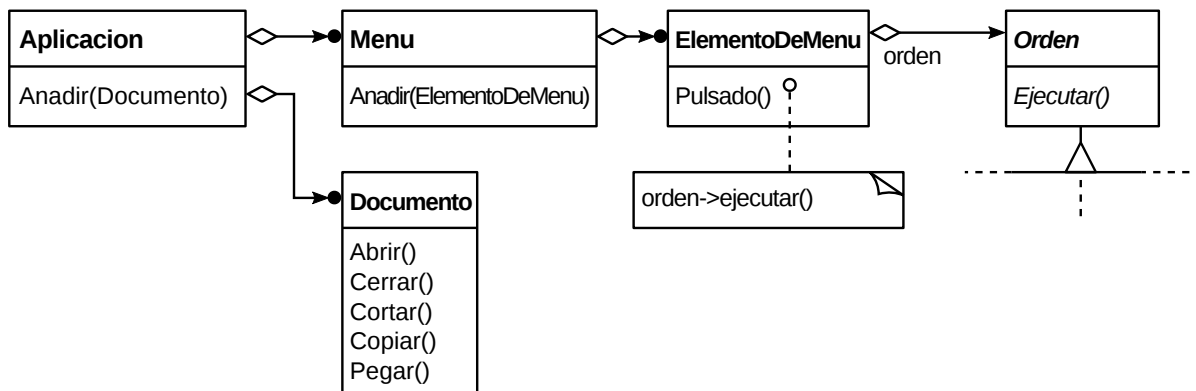 Aplicacion
Anadir(Documento)
Menu
Anadir(ElementoDeMenu)
ElementoDeMenu
Pulsado()
orden
Orden
Ejecutar()
orden->ejecutar()
Documento
Abrir()
Cerrar()
Cortar()
Copiar()
Pegar()